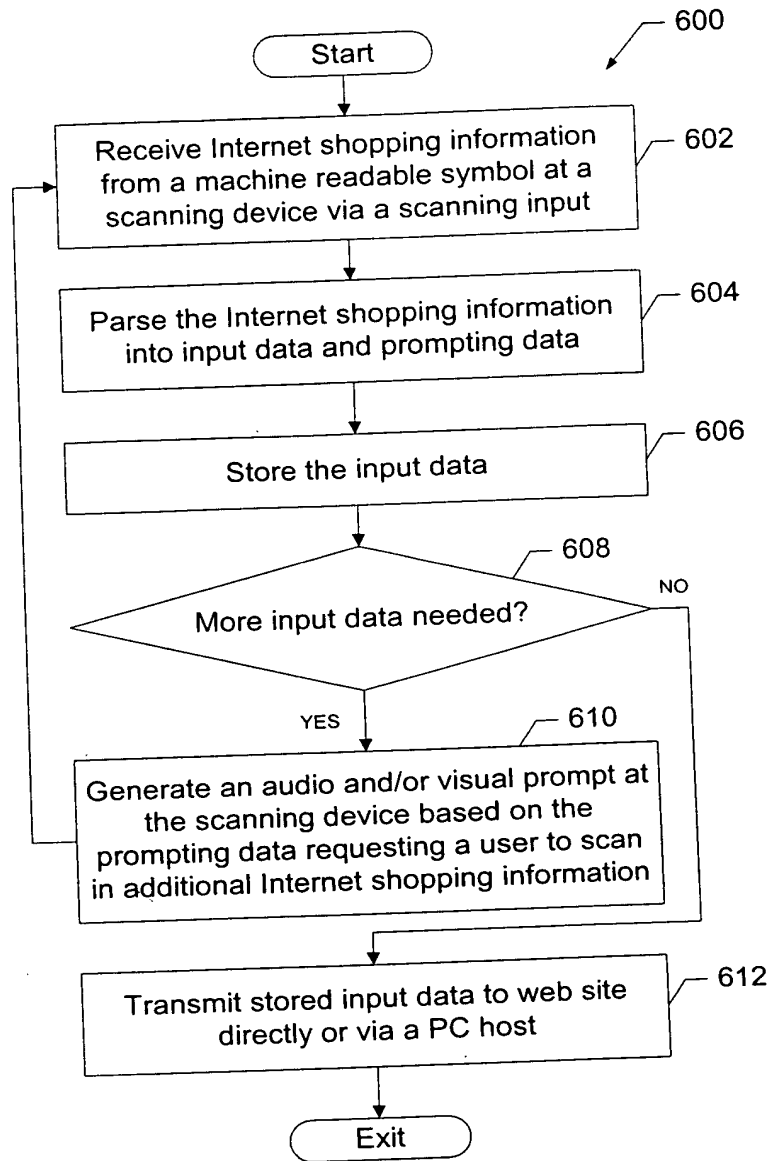 600
Start
Receive Internet shopping information
from a machine readable symbol at a
scanning device via a scanning input
602
Parse the Internet shopping information
into input data and prompting data
604
Store the input data
606
608
More input data needed?
NO
YES
610
Generate an audio and/or visual prompt at
the scanning device based on the
prompting data requesting a user to scan
in additional Internet shopping information
Transmit stored input data to web site
directly or via a PC host
612
Exit